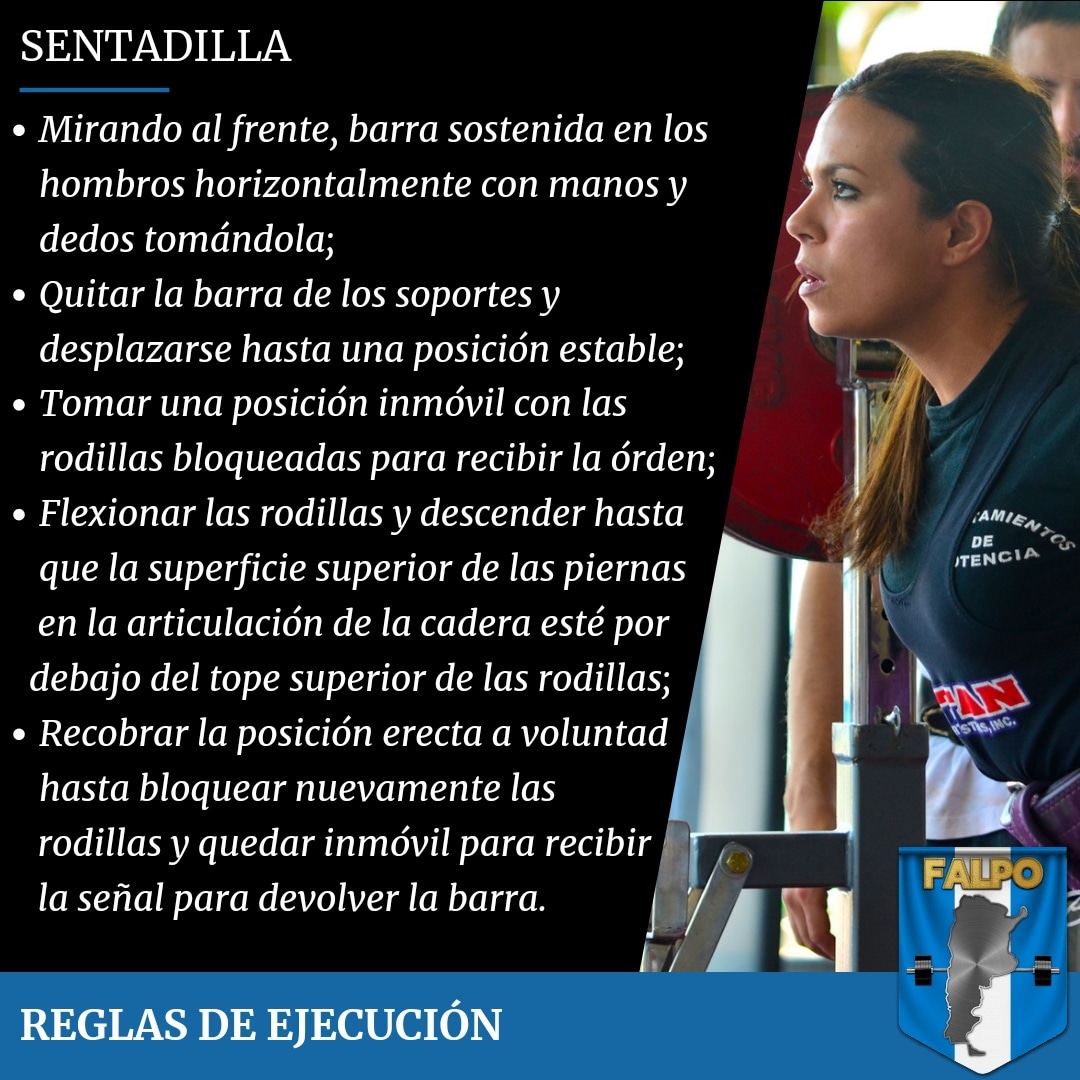 SENTADILLA
• Mirando al frente, barra sostenida en los
hombros horizontalmente con manos y
dedos tomándola;
• Quitar la barra de los soportes y
desplazarse hasta una posición estable;
• Tomar una posición inmóvil con las
rodillas bloqueadas para recibir la órden;
• Flexionar las rodillas y descender hasta
que la superficie superior de las piernas
en la articulación de la cadera esté por
debajo del tope superior de las rodillas;
• Recobrar la posición erecta a voluntad
hasta bloquear nuevamente las
rodillas y quedar inmóvil para recibir
la señal para devolver la barra.
DE
FALPO
REGLAS DE EJECUCIÓN